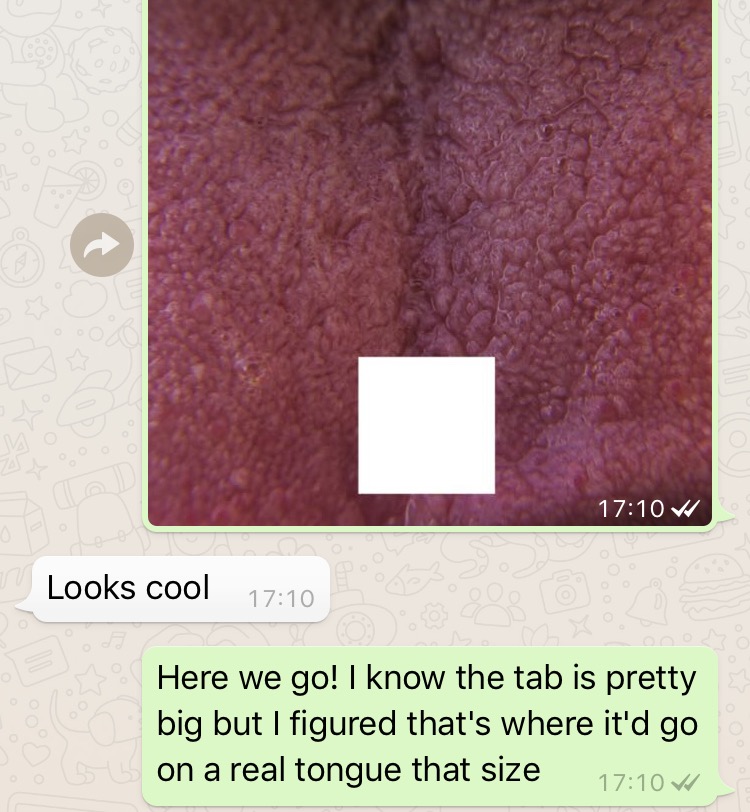 17:10
Looks cool
17:10
Here we go! I know the tab is pretty
big but I figured that's where it'd go
on a real tongue that size
17:10